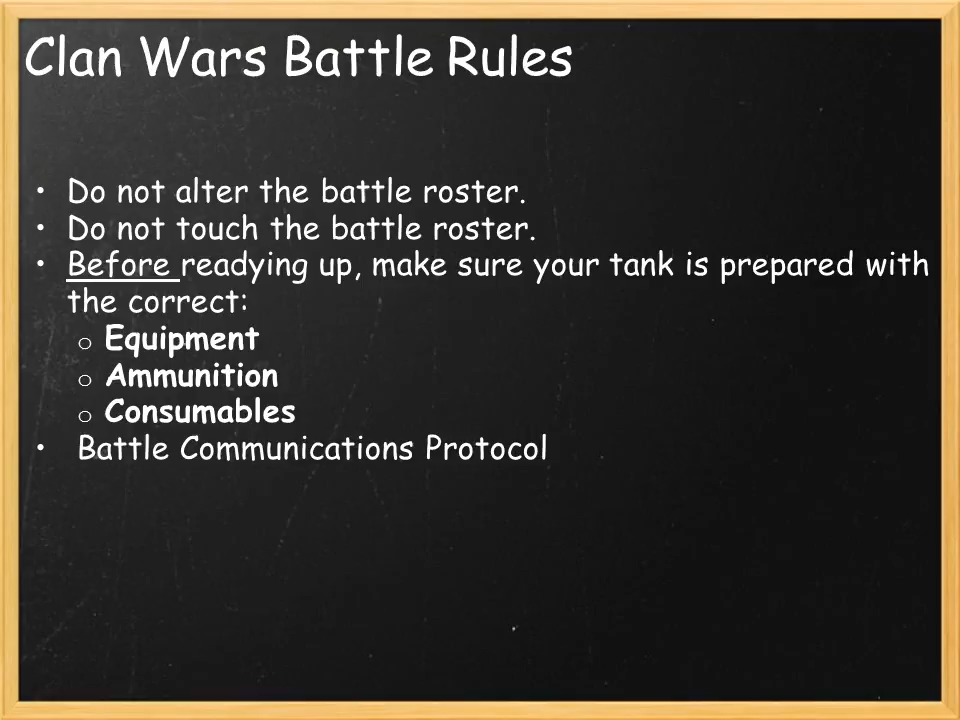 Clan Wars Battle Rules
• Do not alter the battle roster.
• Do not touch the battle roster.
• Before readying up, make sure your tank is prepared with
the correct:
o Equipment
o Ammunition
o Consumables
• Battle Communications Protocol